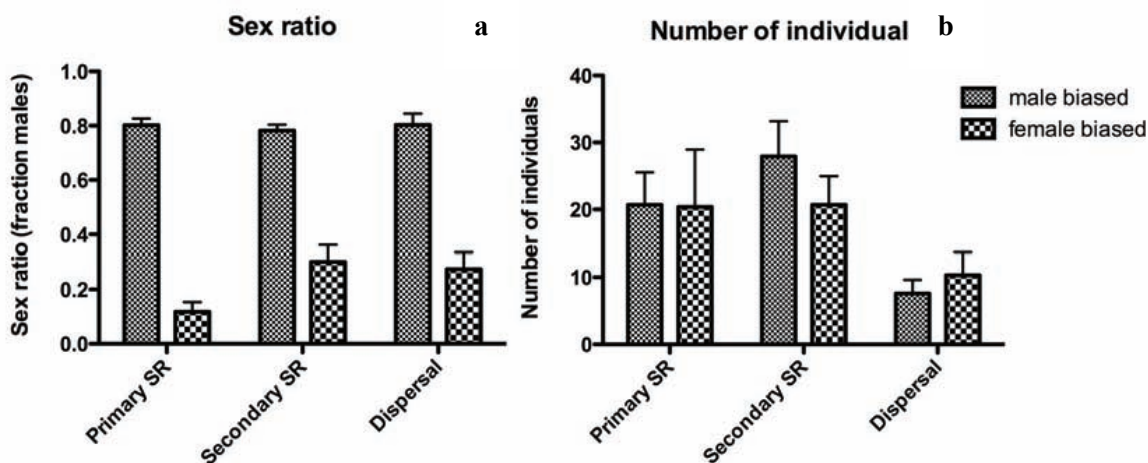 Sex ratio
a
Sex ratio (fraction males)
1.0
0.8
0.6
0.4
0.2
0.0
Primary SR
Secondary SR
Dispersal
Number of individual
b
Number of individuals
40
30
20
10
0
Primary SR
Secondary SR
Dispersal
male biased
female biased